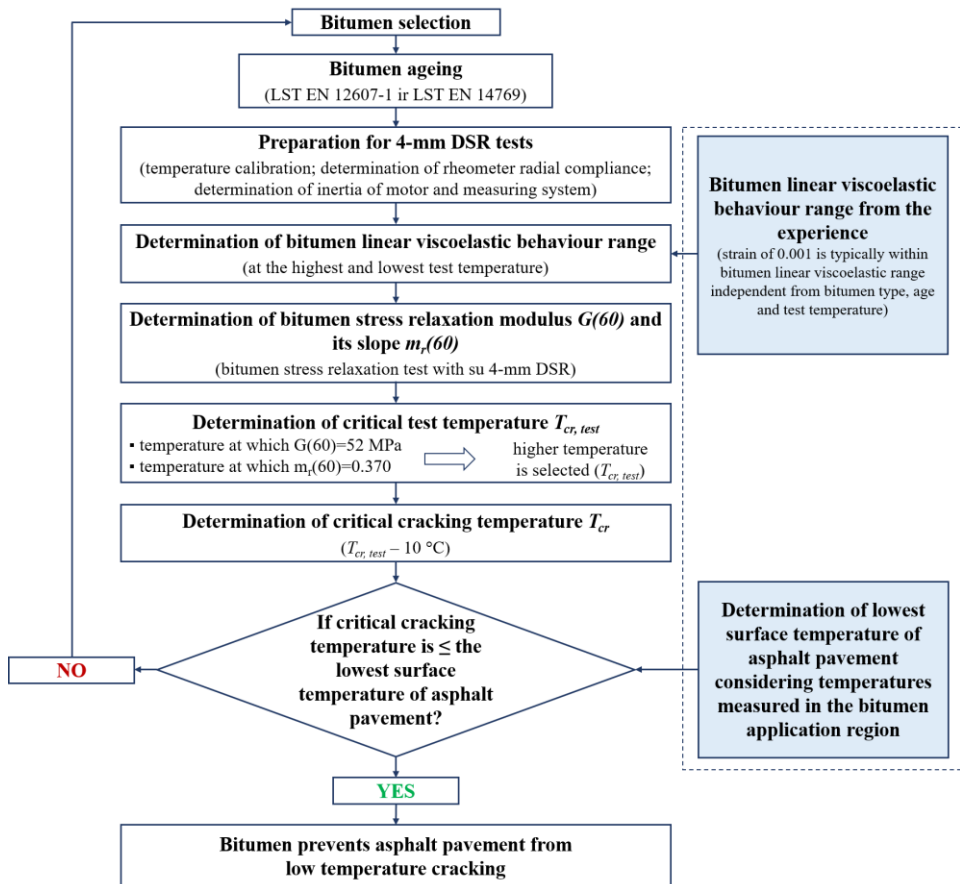 Bitumen selection
Bitumen ageing
(LST EN 12607-1 ir LST EN 14769)
Preparation for 4-mm DSR tests
(temperature calibration; determination of rheometer radial compliance;
determination of inertia of motor and measuring system)
Determination of bitumen linear viscoelastic behaviour range
(at the highest and lowest test temperature)
Bitumen linear viscoelastic
behaviour range from the
experience
(strain of 0.001 is typically within
bitumen linear viscoelastic range
independent from bitumen type, age
and test temperature)
Determination of bitumen stress relaxation modulus G(60) and
its slope m_r(60)
(bitumen stress relaxation test with su 4-mm DSR)
Determination of critical test temperature T_cr, test
▪ temperature at which G(60)=52 MPa
▪ temperature at which m_r(60)=0.370
higher temperature
is selected (T_cr, test)
Determination of critical cracking temperature T_cr
(T_cr, test – 10 °C)
If critical cracking
temperature is ≤ the
lowest surface
temperature of asphalt
pavement?
Determination of lowest
surface temperature of
asphalt pavement
considering temperatures
measured in the bitumen
application region
NO
YES
Bitumen prevents asphalt pavement from
low temperature cracking